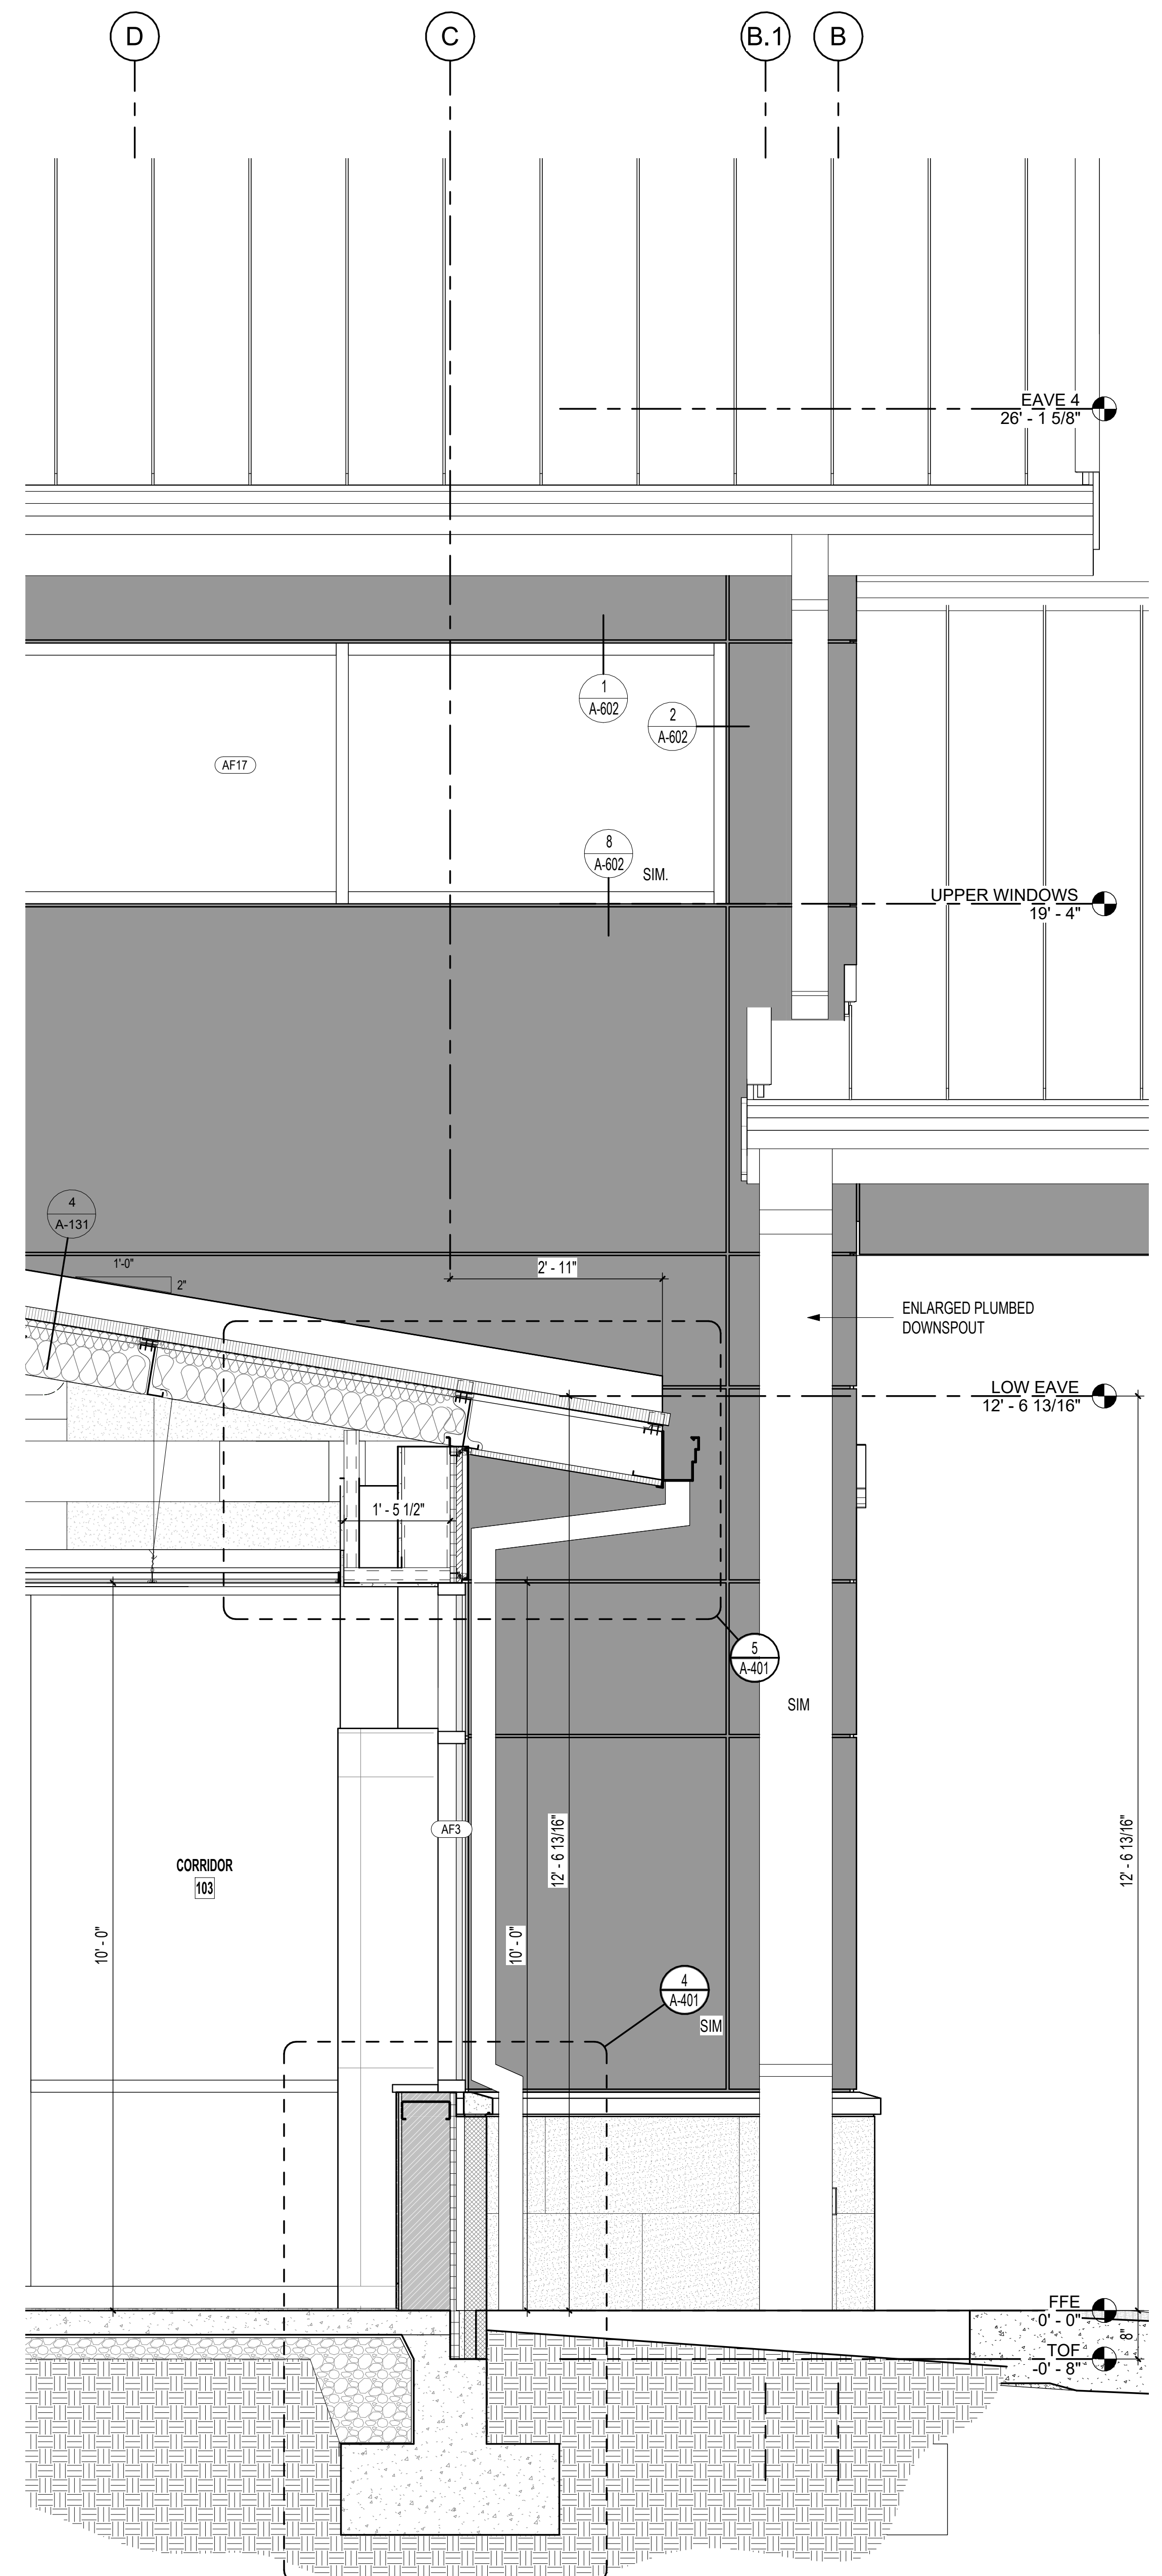 D
C
B.1
B
EAVE 4
26' - 1 5/8"
1
A-602
2
A-602
AF17
8
A-602
SIM.
UPPER WINDOWS
19' - 4"
4
A-131
1'-0"
2"
2' - 11"
ENLARGED PLUMBED
DOWNSPOUT
LOW EAVE
12' - 6 13/16"
1' - 5 1/2"
5
A-401
SIM
AF3
CORRIDOR
103
10' - 0"
10' - 0"
12' - 6 13/16"
12' - 6 13/16"
4
A-401
SIM
FFE
0' - 0"
8"
TOF
-0' - 8"